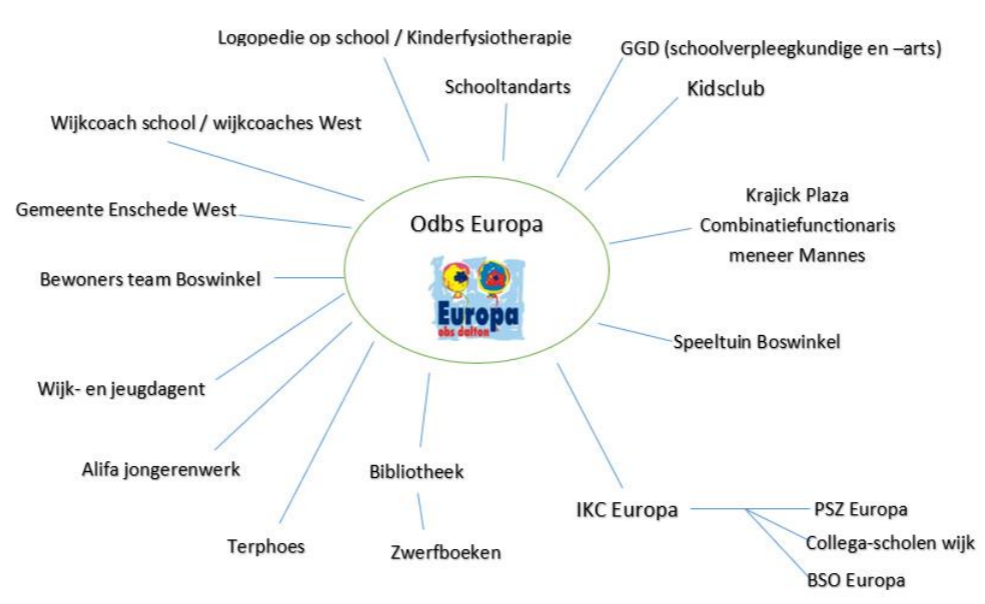 Logopedie op school / Kinderfysiotherapie
GGD (schoolverpleegkundige en –arts)
Schooltandarts
Kidsclub
Wijkcoach school / wijkcoaches West
Krajick Plaza
Combinatiefunctionaris
meneer Mannes
Gemeente Enschede West
Odbs Europa
Europa
obs dalton
Bewoners team Boswinkel
Speeltuin Boswinkel
Wijk- en jeugdagent
Alifa jongerenwerk
Bibliotheek
IKC Europa
PSZ Europa
Collega-scholen wijk
BSO Europa
Terphoes
Zwerfboeken